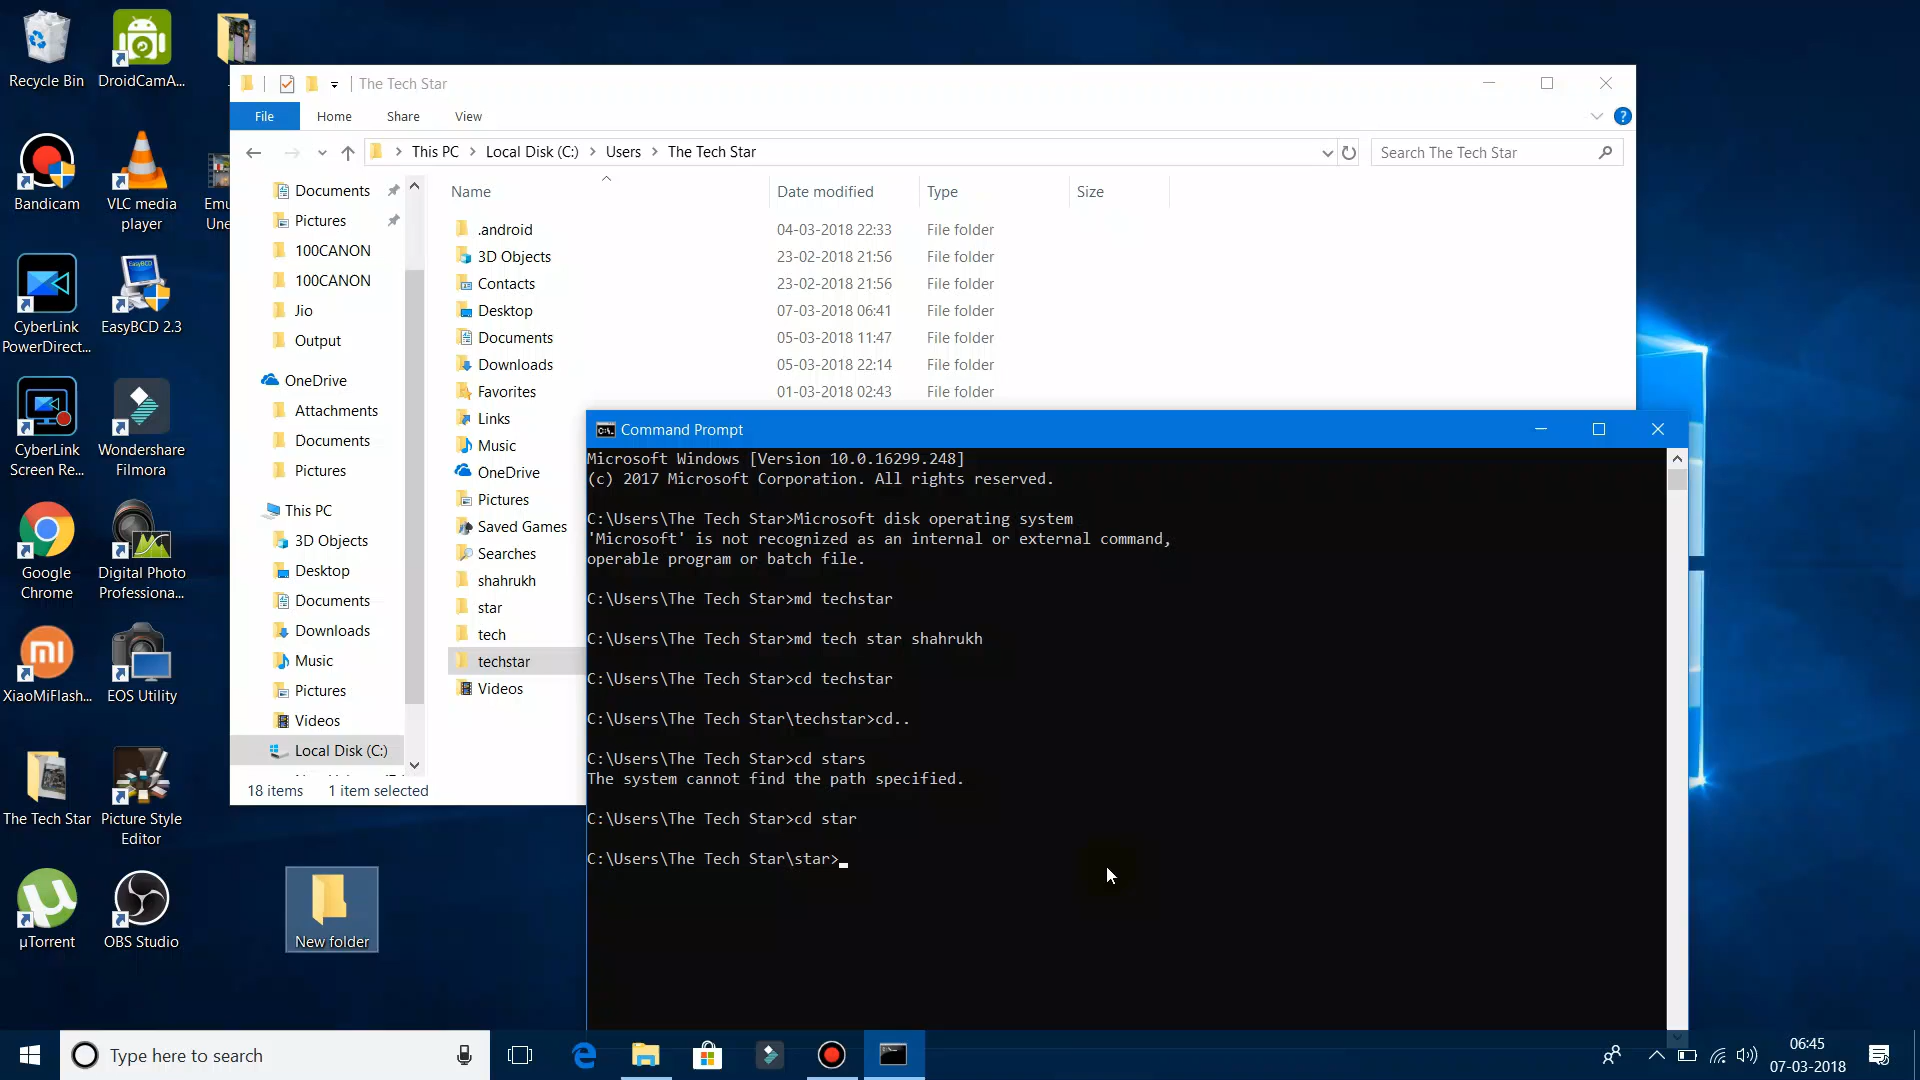 Recycle Bin
DroidCamA...
Bandicam
VLC media
player
Emu
Une
CyberLink
PowerDirect...
EasyBCD 2.3
CyberLink
Screen Re...
Wondershare
Filmora
Google
Chrome
Digital Photo
Professiona...
XiaoMiFlash...
EOS Utility
The Tech Star
Picture Style
Editor
µTorrent
OBS Studio
New folder
The Tech Star
File
Home
Share
View
This PC
Local Disk (C:)
Users
The Tech Star
Search The Tech Star
Documents
Pictures
100CANON
100CANON
Jio
Output
OneDrive
Attachments
Documents
Pictures
This PC
3D Objects
Desktop
Documents
Downloads
Music
Pictures
Videos
Local Disk (C:)
Name Date modified Type Size
.android 04-03-2018 22:33 File folder
3D Objects 23-02-2018 21:56 File folder
Contacts 23-02-2018 21:56 File folder
Desktop 07-03-2018 06:41 File folder
Documents 05-03-2018 11:47 File folder
Downloads 05-03-2018 22:14 File folder
Favorites 01-03-2018 02:43 File folder
Links
Music
OneDrive
Pictures
Saved Games
Searches
shahrukh
star
tech
techstar
Videos
18 items 1 item selected
Command Prompt
Microsoft Windows [Version 10.0.16299.248]
(c) 2017 Microsoft Corporation. All rights reserved.
C:\Users\The Tech Star>Microsoft disk operating system
'Microsoft' is not recognized as an internal or external command,
operable program or batch file.
C:\Users\The Tech Star>md techstar
C:\Users\The Tech Star>md tech star shahrukh
C:\Users\The Tech Star>cd techstar
C:\Users\The Tech Star\techstar>cd..
C:\Users\The Tech Star>cd stars
The system cannot find the path specified.
C:\Users\The Tech Star>cd star
C:\Users\The Tech Star\star>
Type here to search
06:45
07-03-2018